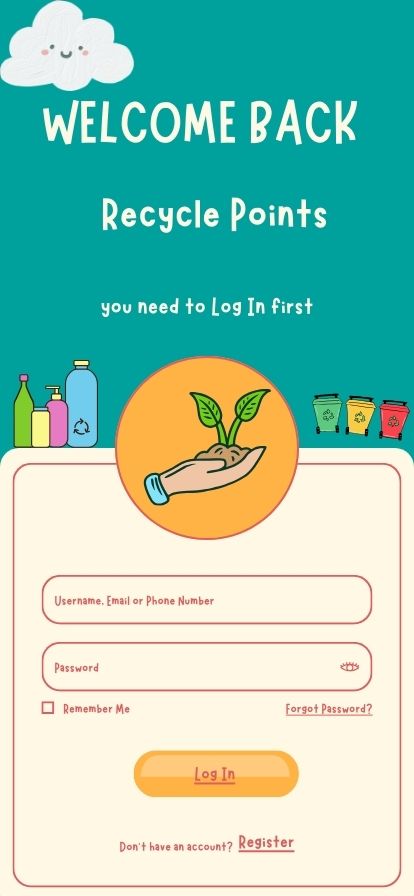 WELCOME BACK
Recycle Points
you need to Log In first
Username, Email or Phone Number
Password
Remember Me Forgot Password?
Log In
Don't have an account? Register